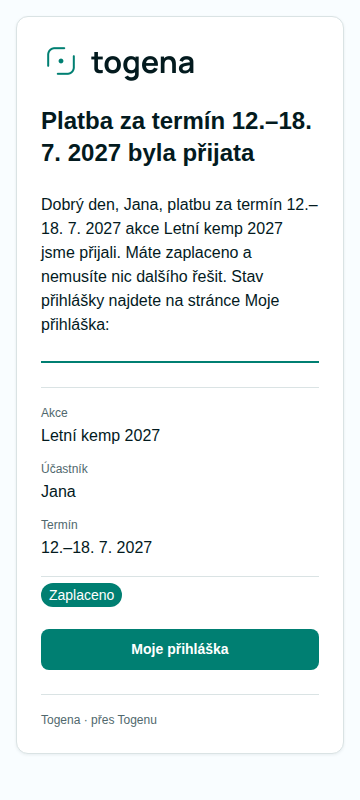 togena
Platba za termín 12.–18.
7. 2027 byla přijata
Dobrý den, Jana, platbu za termín 12.–
18. 7. 2027 akce Letní kemp 2027
jsme přijali. Máte zaplaceno a
nemusíte nic dalšího řešit. Stav
přihlášky najdete na stránce Moje
přihláška:
Akce
Letní kemp 2027
Účastník
Jana
Termín
12.–18. 7. 2027
Zaplaceno
Moje přihláška
Togena · přes Togenu